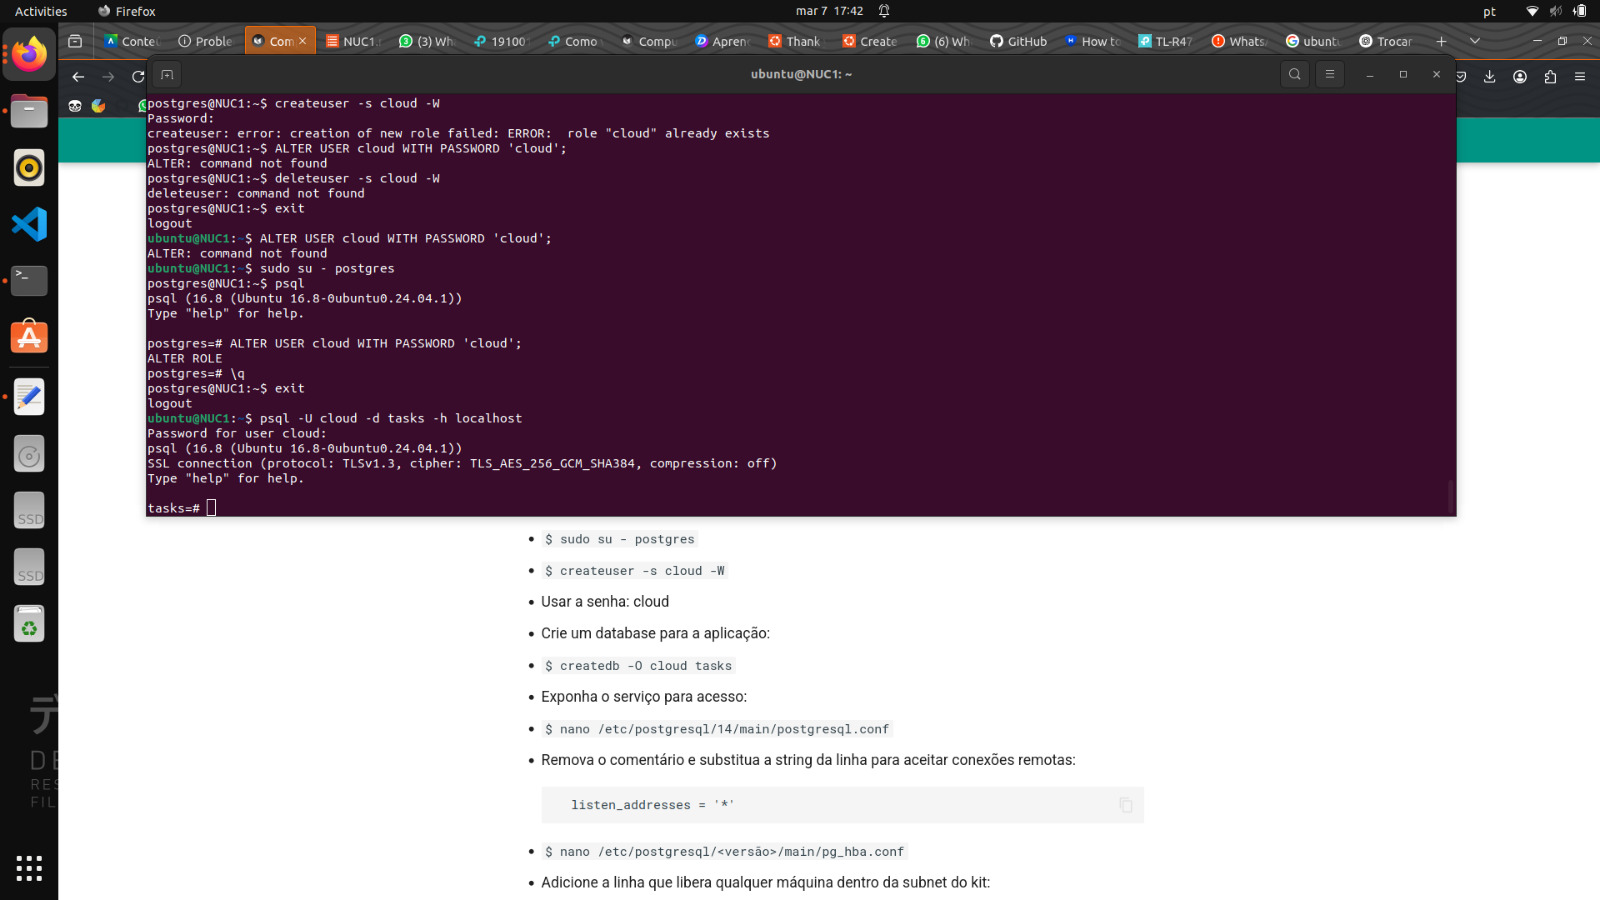 Activities
Firefox
mar 7 17:42
pt
Conte
Proble
Com
NUC1.
(3) Wh
19100
Como
Compu
Apren
Thank
Create
(6) Wh
GitHub
How to
TL-R47
Whats
ubunt
Trocar
ubuntu@NUC1: ~
postgres@NUC1:~$ createuser -s cloud -W
Password:
createuser: error: creation of new role failed: ERROR:  role "cloud" already exists
postgres@NUC1:~$ ALTER USER cloud WITH PASSWORD 'cloud';
ALTER: command not found
postgres@NUC1:~$ deleteuser -s cloud -W
deleteuser: command not found
postgres@NUC1:~$ exit
logout
ubuntu@NUC1:~$ ALTER USER cloud WITH PASSWORD 'cloud';
ALTER: command not found
ubuntu@NUC1:~$ sudo su - postgres
postgres@NUC1:~$ psql
psql (16.8 (Ubuntu 16.8-0ubuntu0.24.04.1))
Type "help" for help.
postgres=# ALTER USER cloud WITH PASSWORD 'cloud';
ALTER ROLE
postgres=# \q
postgres@NUC1:~$ exit
logout
ubuntu@NUC1:~$ psql -U cloud -d tasks -h localhost
Password for user cloud:
psql (16.8 (Ubuntu 16.8-0ubuntu0.24.04.1))
SSL connection (protocol: TLSv1.3, cipher: TLS_AES_256_GCM_SHA384, compression: off)
Type "help" for help.
tasks=#
SSD
SSD
$ sudo su - postgres
$ createuser -s cloud -W
Usar a senha: cloud
Crie um database para a aplicação:
$ createdb -O cloud tasks
Exponha o serviço para acesso:
$ nano /etc/postgresql/14/main/postgresql.conf
Remova o comentário e substitua a string da linha para aceitar conexões remotas:
listen_addresses = '*'
$ nano /etc/postgresql/<versão>/main/pg_hba.conf
Adicione a linha que libera qualquer máquina dentro da subnet do kit:
デ
DE
RES
FIL